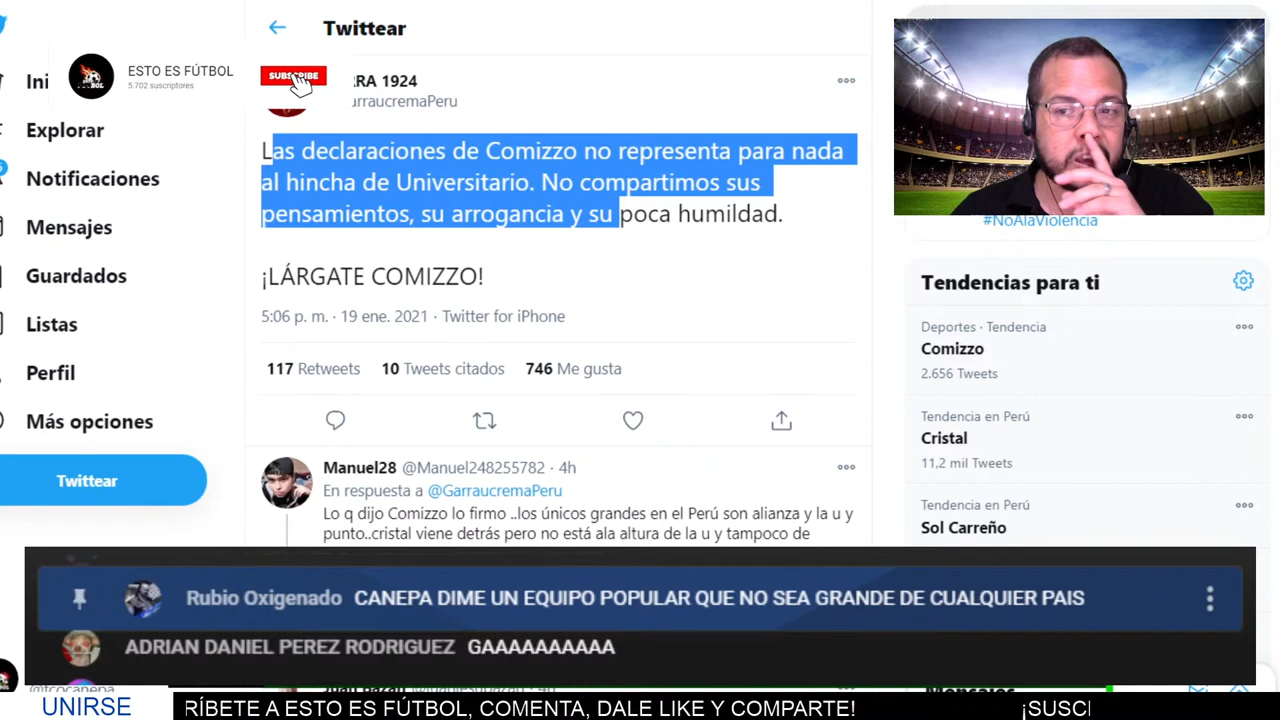 Twittear
ESTO ES FÚTBOL
5.702 suscriptores
SUBSCRIBE
RRA 1924
GarraucremaPeru
Ini
Explorar
Notificaciones
Mensajes
Guardados
Listas
Perfil
Más opciones
Twittear
Las declaraciones de Comizzo no representa para nada
al hincha de Universitario. No compartimos sus
pensamientos, su arrogancia y su poca humildad.
¡LÁRGATE COMIZZO!
5:06 p. m. · 19 ene. 2021 · Twitter for iPhone
117 Retweets 10 Tweets citados 746 Me gusta
Manuel28 @Manuel248255782 · 4h
En respuesta a @GarraucremaPeru
Lo q dijo Comizzo lo firmo ..los únicos grandes en el Perú son alianza y la u y
punto..cristal viene detrás pero no está ala altura de la u y tampoco de
#NoAlaViolencia
Tendencias para ti
Deportes · Tendencia
Comizzo
2.656 Tweets
Tendencia en Perú
Cristal
11,2 mil Tweets
Tendencia en Perú
Sol Carreño
Rubio Oxigenado CANEPA DIME UN EQUIPO POPULAR QUE NO SEA GRANDE DE CUALQUIER PAIS
ADRIAN DANIEL PEREZ RODRIGUEZ GAAAAAAAAAA
UNIRSE
RÍBETE A ESTO ES FÚTBOL, COMENTA, DALE LIKE Y COMPARTE!
¡SUSCI